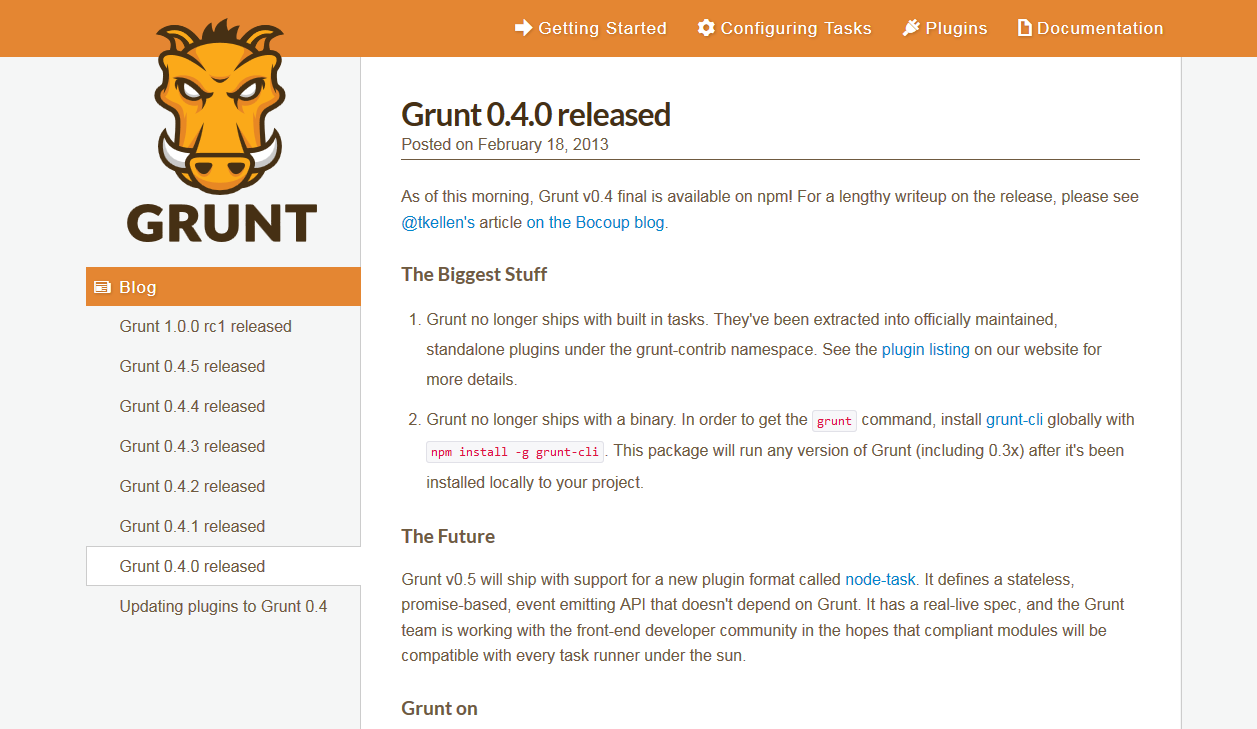 Getting Started
Configuring Tasks
Plugins
Documentation
GRUNT
Blog
Grunt 1.0.0 rc1 released
Grunt 0.4.5 released
Grunt 0.4.4 released
Grunt 0.4.3 released
Grunt 0.4.2 released
Grunt 0.4.1 released
Grunt 0.4.0 released
Updating plugins to Grunt 0.4
Grunt 0.4.0 released
Posted on February 18, 2013
As of this morning, Grunt v0.4 final is available on npm! For a lengthy writeup on the release, please see
@tkellen's article on the Bocoup blog.
The Biggest Stuff
1. Grunt no longer ships with built in tasks. They've been extracted into officially maintained,
standalone plugins under the grunt-contrib namespace. See the plugin listing on our website for
more details.
2. Grunt no longer ships with a binary. In order to get the grunt command, install grunt-cli globally with
npm install -g grunt-cli. This package will run any version of Grunt (including 0.3x) after it's been
installed locally to your project.
The Future
Grunt v0.5 will ship with support for a new plugin format called node-task. It defines a stateless,
promise-based, event emitting API that doesn't depend on Grunt. It has a real-live spec, and the Grunt
team is working with the front-end developer community in the hopes that compliant modules will be
compatible with every task runner under the sun.
Grunt on